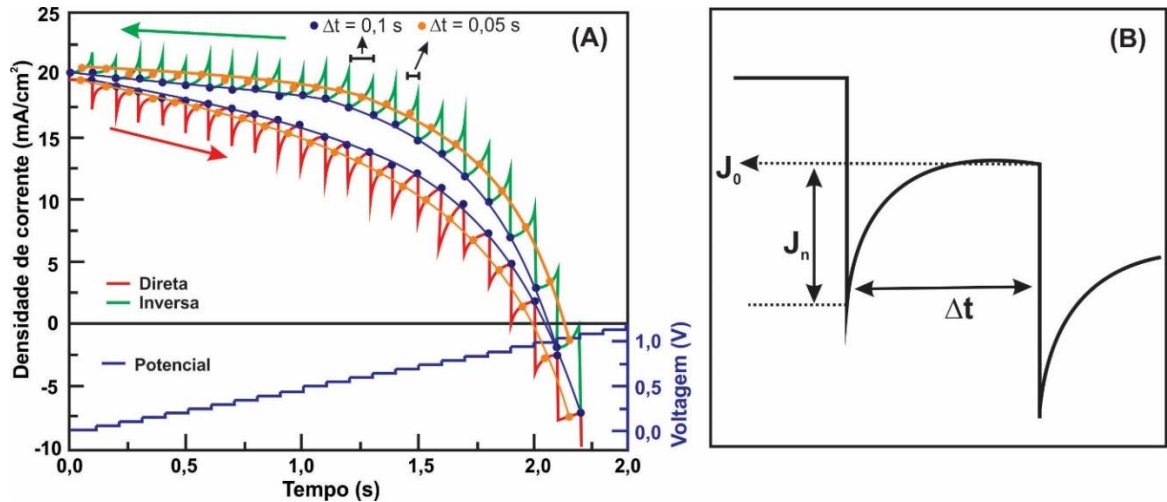 (A)
Δt = 0,1 s
Δt = 0,05 s
Densidade de corrente (mA/cm²)
25
20
15
10
5
0
-5
-10
Direta
Inversa
Potencial
1,0
0,5
0,0
Voltagem (V)
0,0 0,5 1,0 1,5 2,0 2,0
Tempo (s)
(B)
J₀
Jₙ
Δt